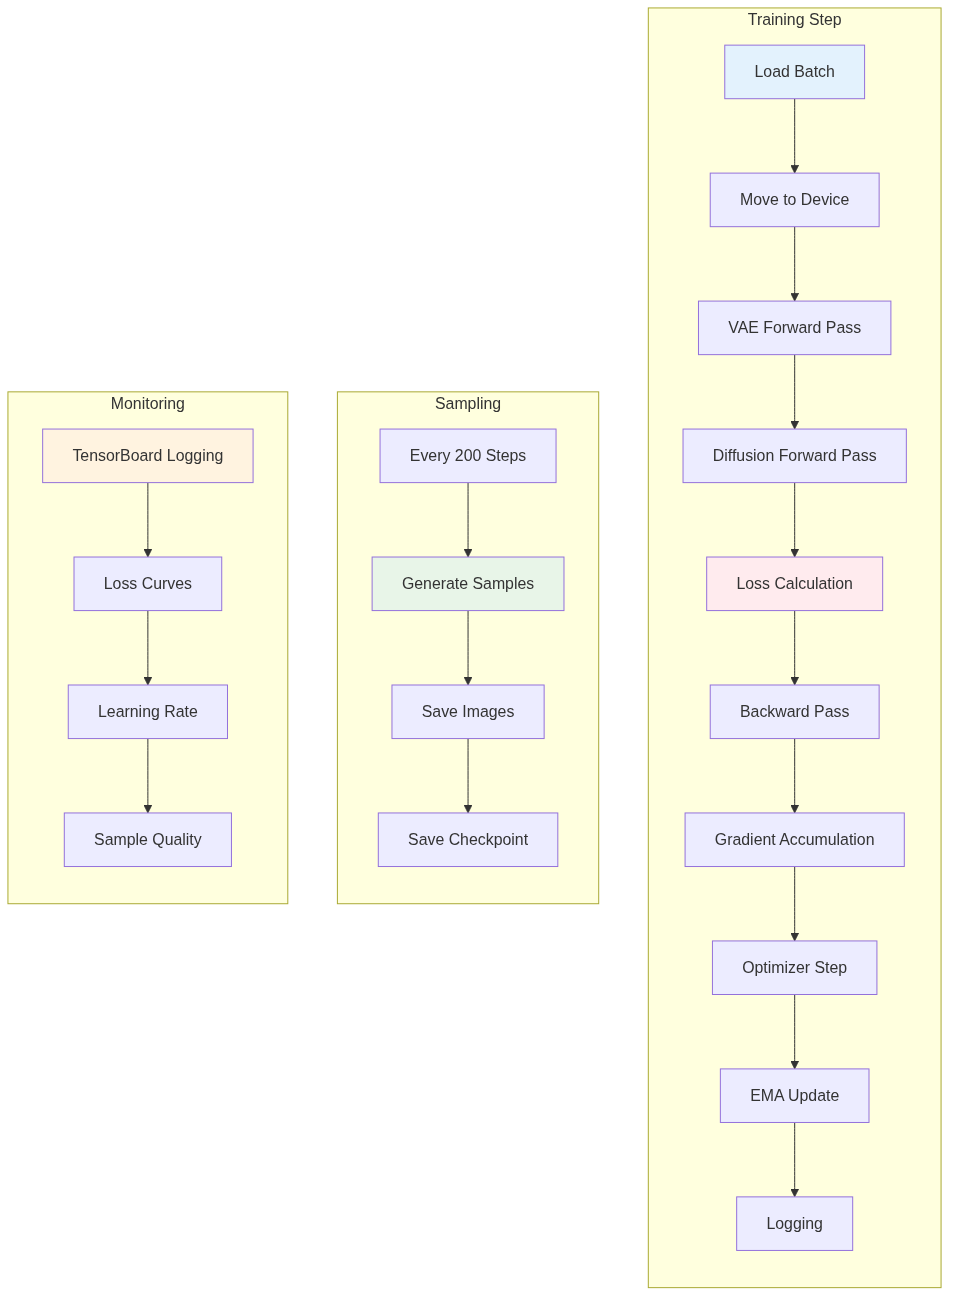 Monitoring
TensorBoard Logging
Loss Curves
Learning Rate
Sample Quality
Sampling
Every 200 Steps
Generate Samples
Save Images
Save Checkpoint
Training Step
Load Batch
Move to Device
VAE Forward Pass
Diffusion Forward Pass
Loss Calculation
Backward Pass
Gradient Accumulation
Optimizer Step
EMA Update
Logging